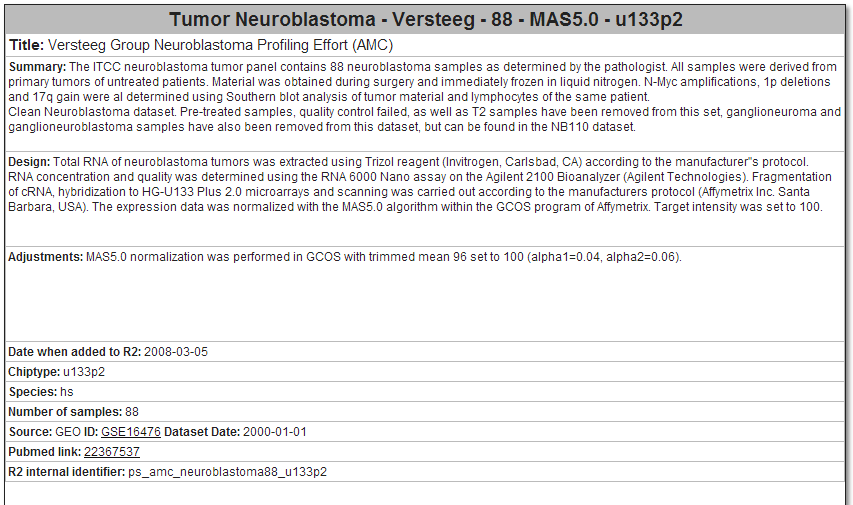 Tumor Neuroblastoma - Versteeg - 88 - MAS5.0 - u133p2
Title: Versteeg Group Neuroblastoma Profiling Effort (AMC)
Summary: The ITCC neuroblastoma tumor panel contains 88 neuroblastoma samples as determined by the pathologist. All samples were derived from
primary tumors of untreated patients. Material was obtained during surgery and immediately frozen in liquid nitrogen. N-Myc amplifications, 1p deletions
and 17q gain were al determined using Southern blot analysis of tumor material and lymphocytes of the same patient.
Clean Neuroblastoma dataset. Pre-treated samples, quality control failed, as well as T2 samples have been removed from this set, ganglioneuroma and
ganglioneuroblastoma samples have also been removed from this dataset, but can be found in the NB110 dataset.
Design: Total RNA of neuroblastoma tumors was extracted using Trizol reagent (Invitrogen, Carlsbad, CA) according to the manufacturer"s protocol.
RNA concentration and quality was determined using the RNA 6000 Nano assay on the Agilent 2100 Bioanalyzer (Agilent Technologies). Fragmentation
of cRNA, hybridization to HG-U133 Plus 2.0 microarrays and scanning was carried out according to the manufacturers protocol (Affymetrix Inc. Santa
Barbara, USA). The expression data was normalized with the MAS5.0 algorithm within the GCOS program of Affymetrix. Target intensity was set to 100.
Adjustments: MAS5.0 normalization was performed in GCOS with trimmed mean 96 set to 100 (alpha1=0.04, alpha2=0.06).
Date when added to R2: 2008-03-05
Chiptype: u133p2
Species: hs
Number of samples: 88
Source: GEO ID: GSE16476 Dataset Date: 2000-01-01
Pubmed link: 22367537
R2 internal identifier: ps_amc_neuroblastoma88_u133p2